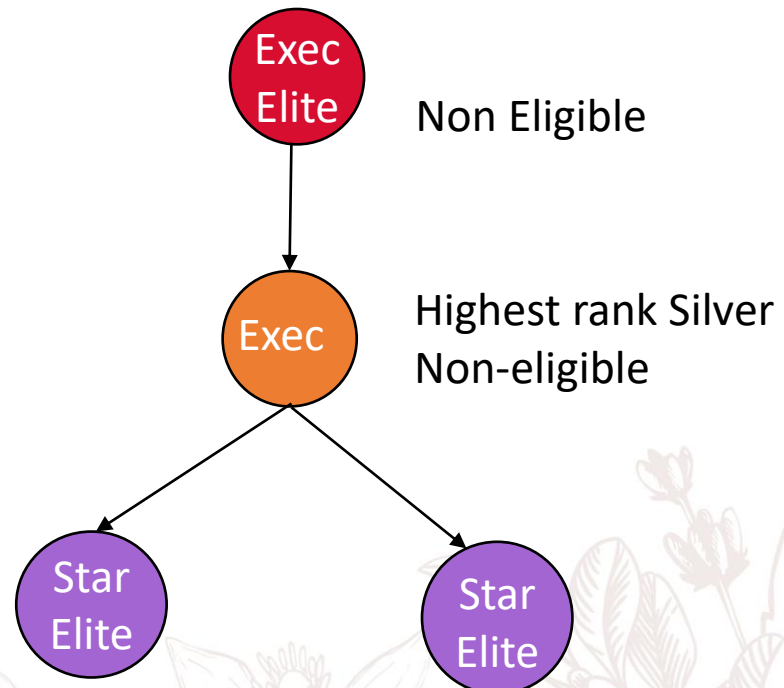 Exec
Elite
Non Eligible
Exec
Highest rank Silver
Non-eligible
Star
Elite
Star
Elite